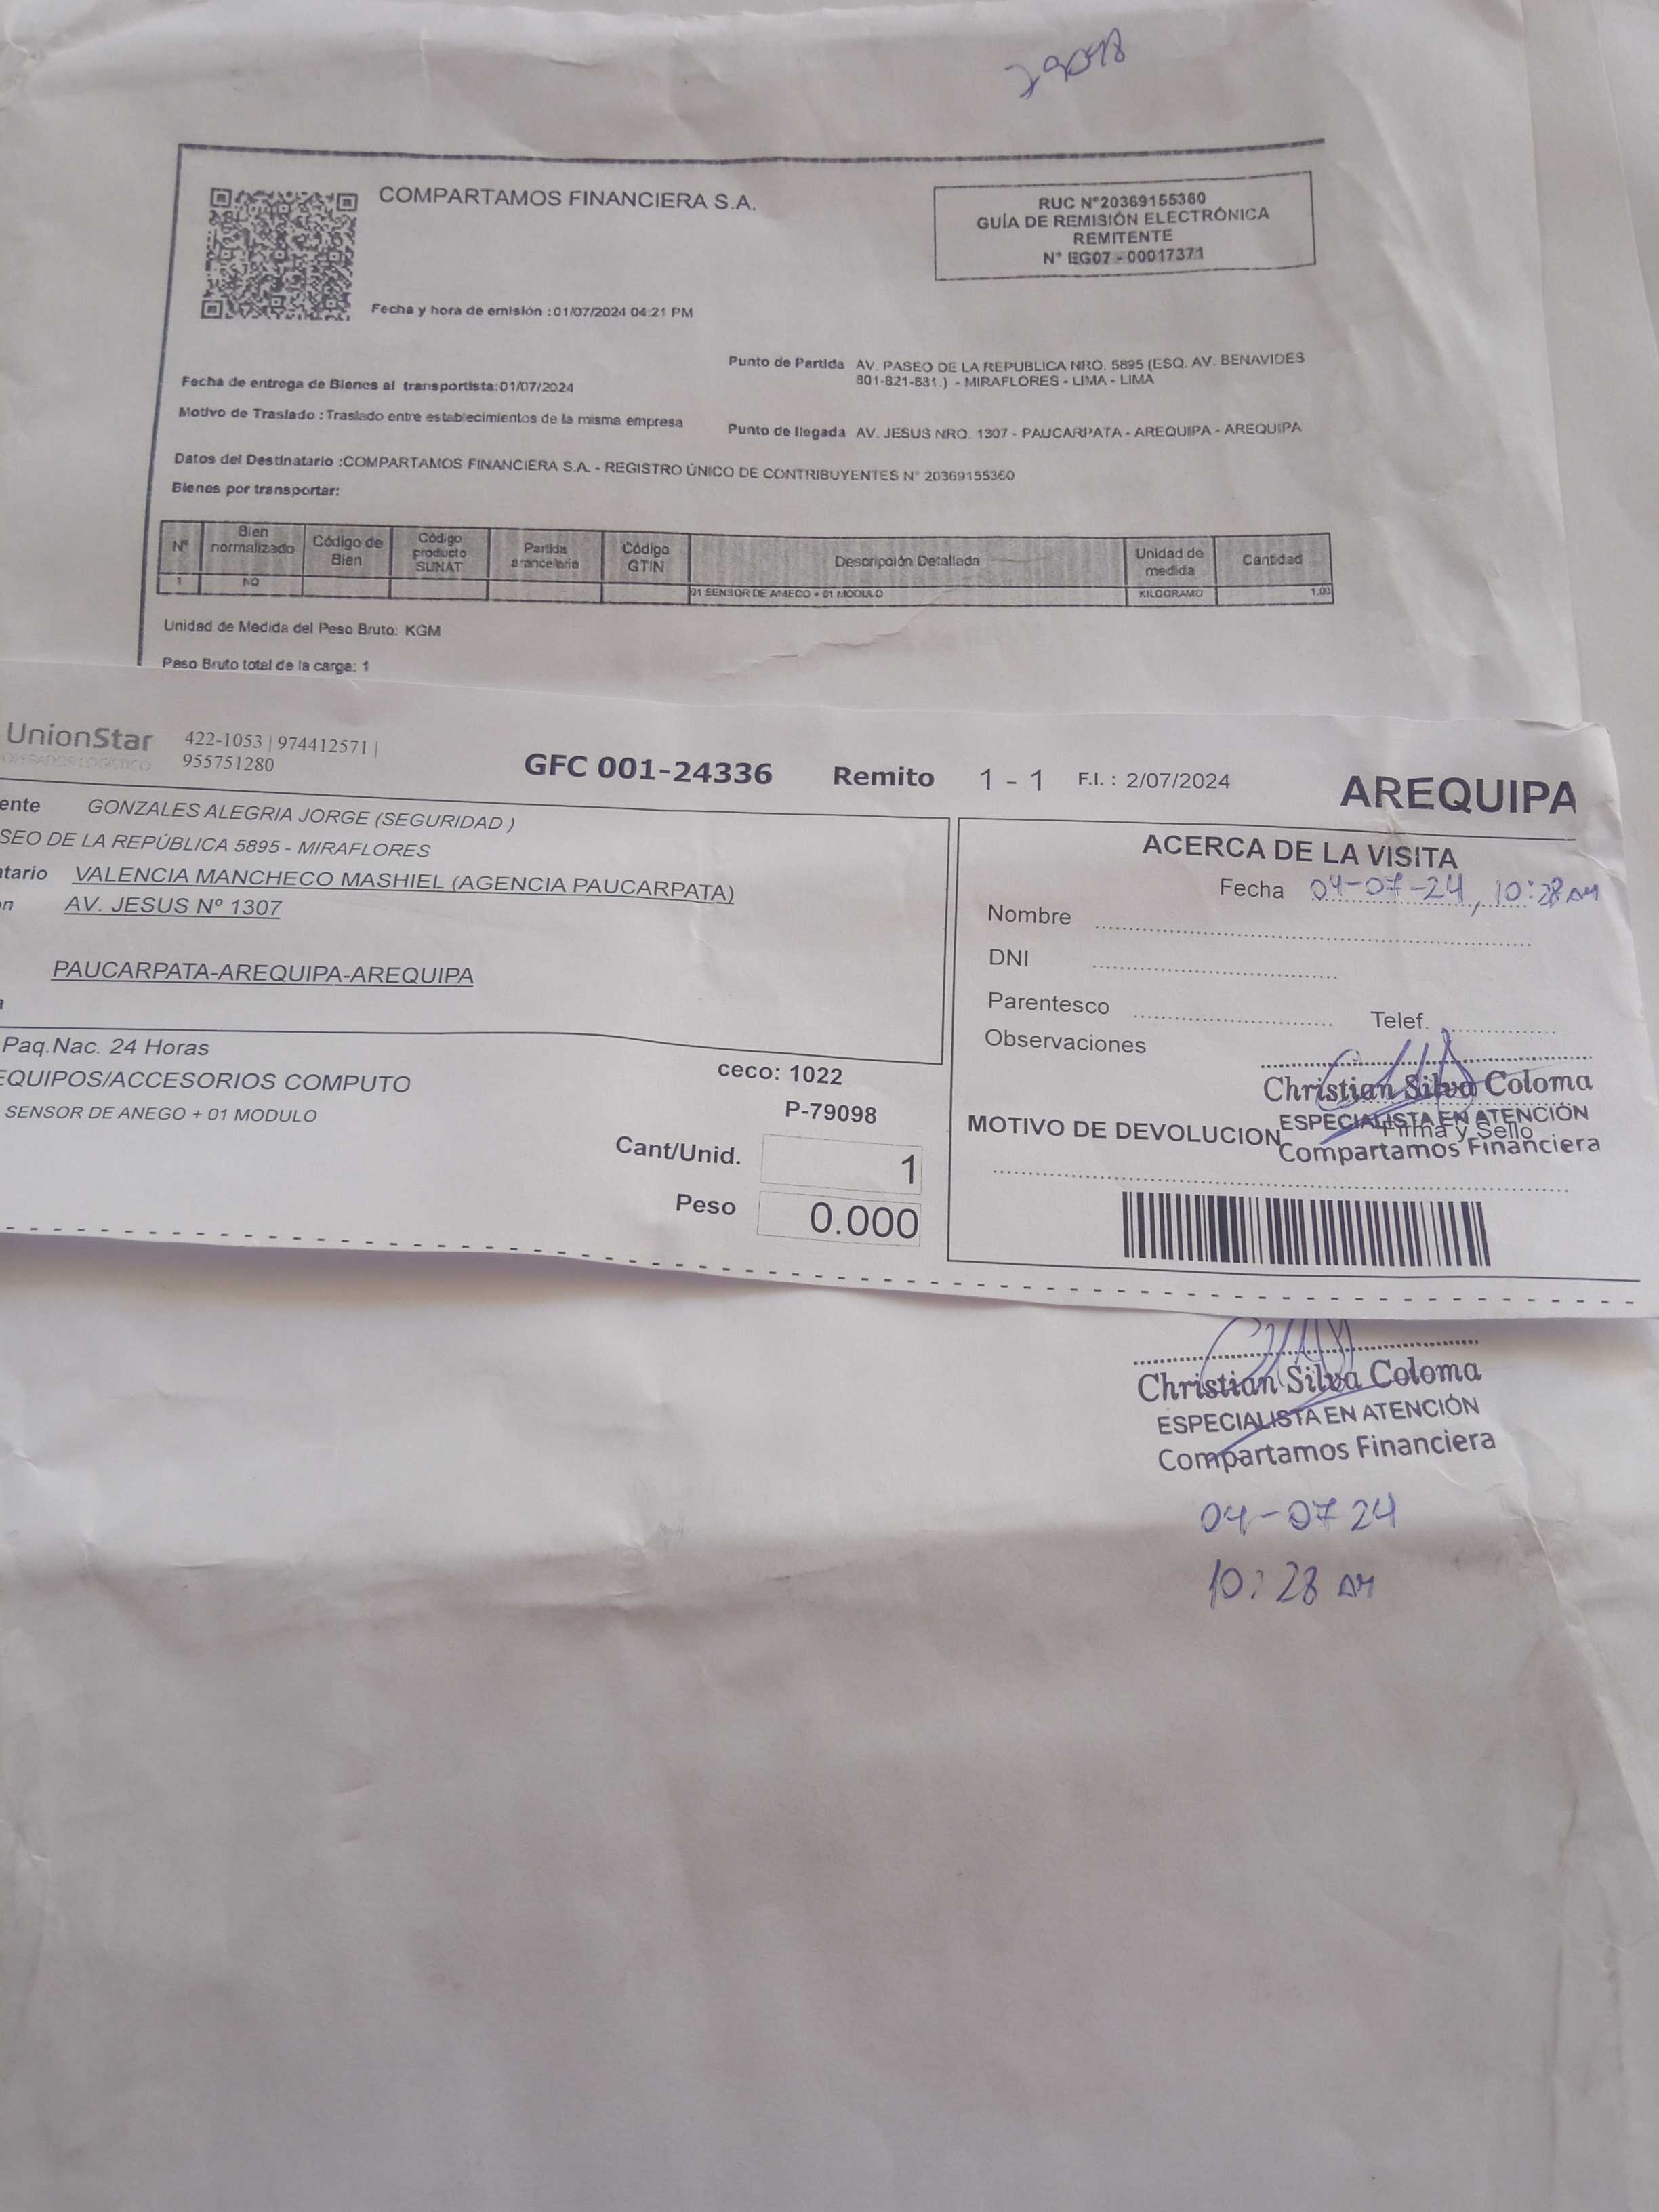 79098
COMPARTAMOS FINANCIERA S.A.
RUC N°20369155360
GUÍA DE REMISIÓN ELECTRÓNICA
REMITENTE
N° EG07 - 00017371
Fecha y hora de emisión :01/07/2024 04:21 PM
Punto de Partida AV. PASEO DE LA REPUBLICA NRO. 5895 (ESQ. AV. BENAVIDES
801-821-831.) - MIRAFLORES - LIMA - LIMA
Fecha de entrega de Bienes al transportista:01/07/2024
Motivo de Traslado :Traslado entre establecimientos de la misma empresa
Punto de llegada AV. JESUS NRO. 1307 - PAUCARPATA - AREQUIPA - AREQUIPA
Datos del Destinatario :COMPARTAMOS FINANCIERA S.A. - REGISTRO ÚNICO DE CONTRIBUYENTES N° 20369155360
Bienes por transportar:
N° Bien normalizado Código de Bien Código producto SUNAT Partida arancelaria Código GTIN Descripción Detallada Unidad de medida Cantidad
1 NO 01 SENSOR DE ANIEGO + 01 MODULO KILOGRAMO 1.00
Unidad de Medida del Peso Bruto: KGM
Peso Bruto total de la carga: 1
UnionStar
OPERADOR LOGÍSTICO
422-1053 | 974412571 |
955751280
GFC 001-24336 Remito 1 - 1 F.I. : 2/07/2024 AREQUIPA
ente GONZALES ALEGRIA JORGE (SEGURIDAD )
SEO DE LA REPÚBLICA 5895 - MIRAFLORES
tario VALENCIA MANCHECO MASHIEL (AGENCIA PAUCARPATA)
n AV. JESUS Nº 1307
PAUCARPATA-AREQUIPA-AREQUIPA
a
Paq.Nac. 24 Horas
EQUIPOS/ACCESORIOS COMPUTO
SENSOR DE ANEGO + 01 MODULO
ceco: 1022
P-79098
Cant/Unid. 1
Peso 0.000
ACERCA DE LA VISITA
Fecha 04-07-24, 10:28 AM
Nombre
DNI
Parentesco Telef.
Observaciones
Christian Silva Coloma
ESPECIALISTA EN ATENCIÓN
Firma y Sello
Compartamos Financiera
MOTIVO DE DEVOLUCION
Christian Silva Coloma
ESPECIALISTA EN ATENCIÓN
Compartamos Financiera
04-07 24
10:28 AM